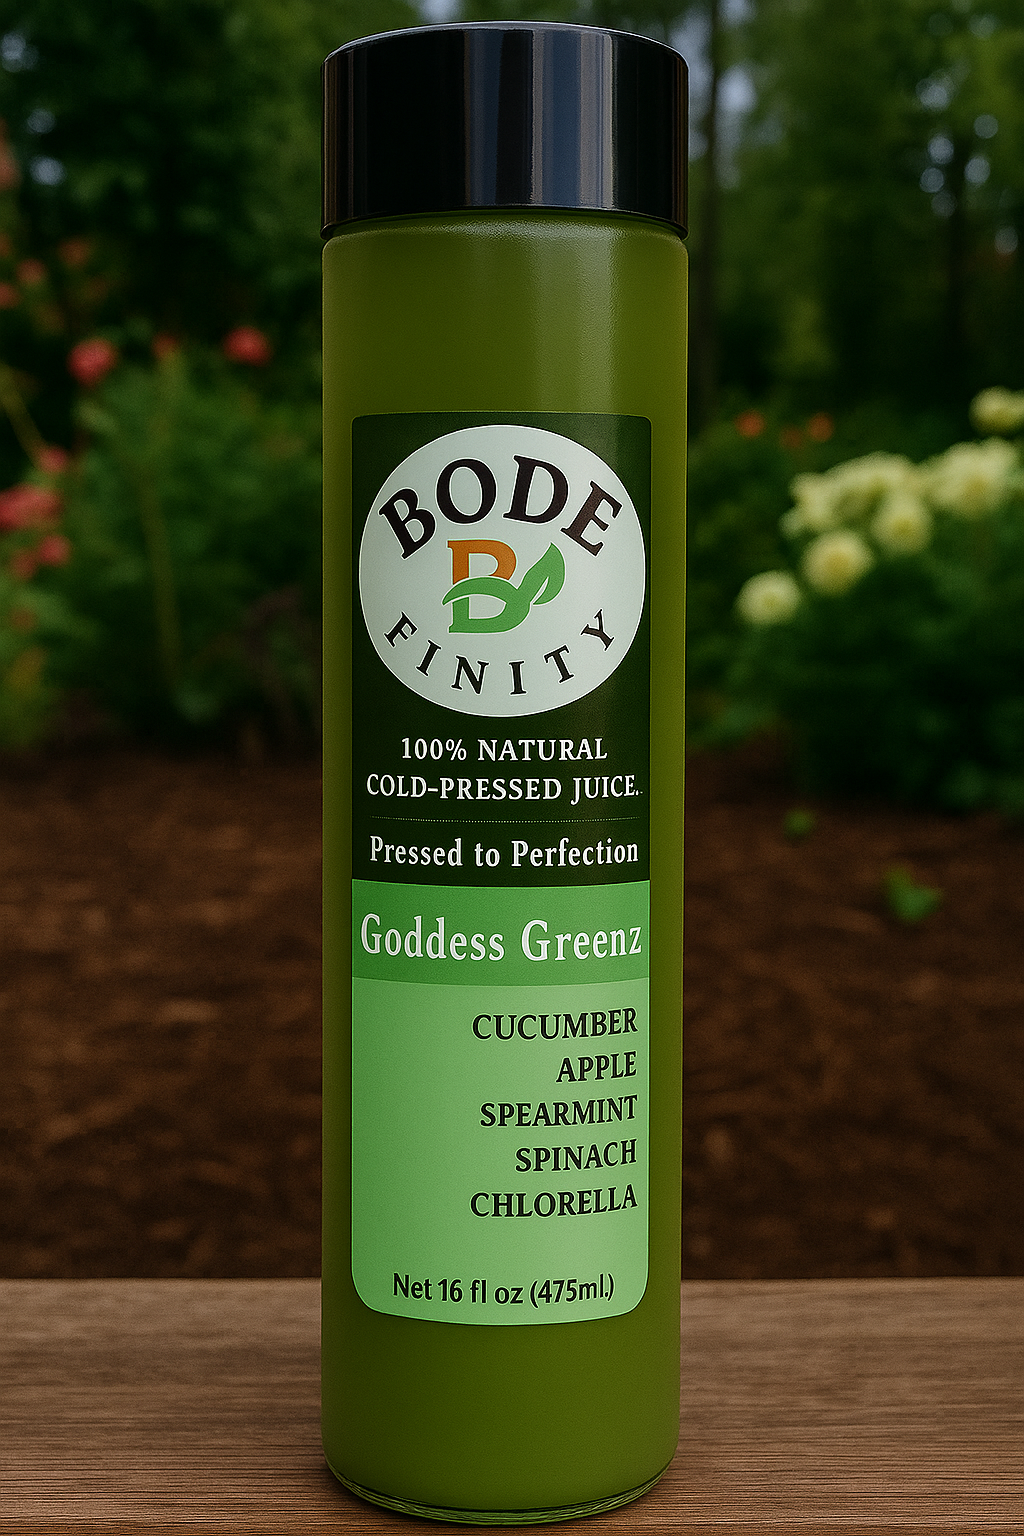 BODE
B
FINITY
100% NATURAL
COLD-PRESSED JUICE.
Pressed to Perfection
Goddess Greenz
CUCUMBER
APPLE
SPEARMINT
SPINACH
CHLORELLA
Net 16 fl oz (475ml.)